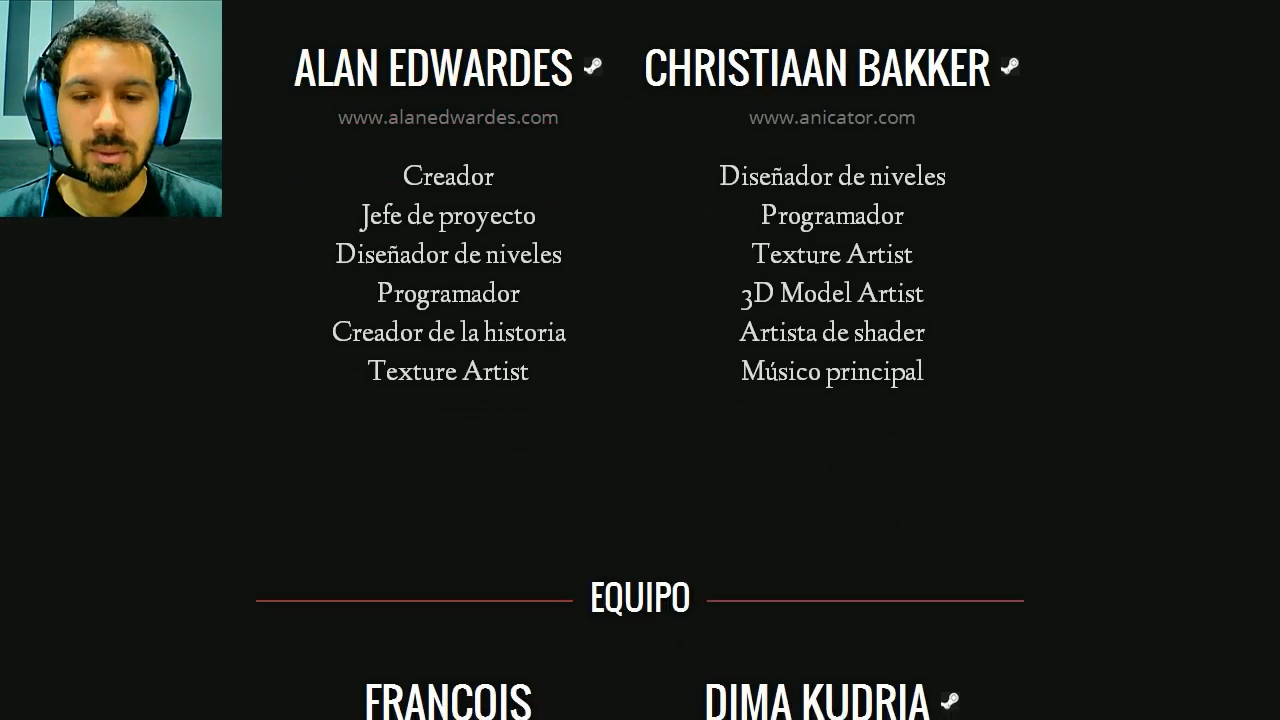 ALAN EDWARDES
CHRISTIAAN BAKKER
www.alanedwardes.com
www.anicator.com
Creador
Jefe de proyecto
Diseñador de niveles
Programador
Creador de la historia
Texture Artist
Diseñador de niveles
Programador
Texture Artist
3D Model Artist
Artista de shader
Músico principal
EQUIPO
FRANCOIS
DIMA KUDRIA